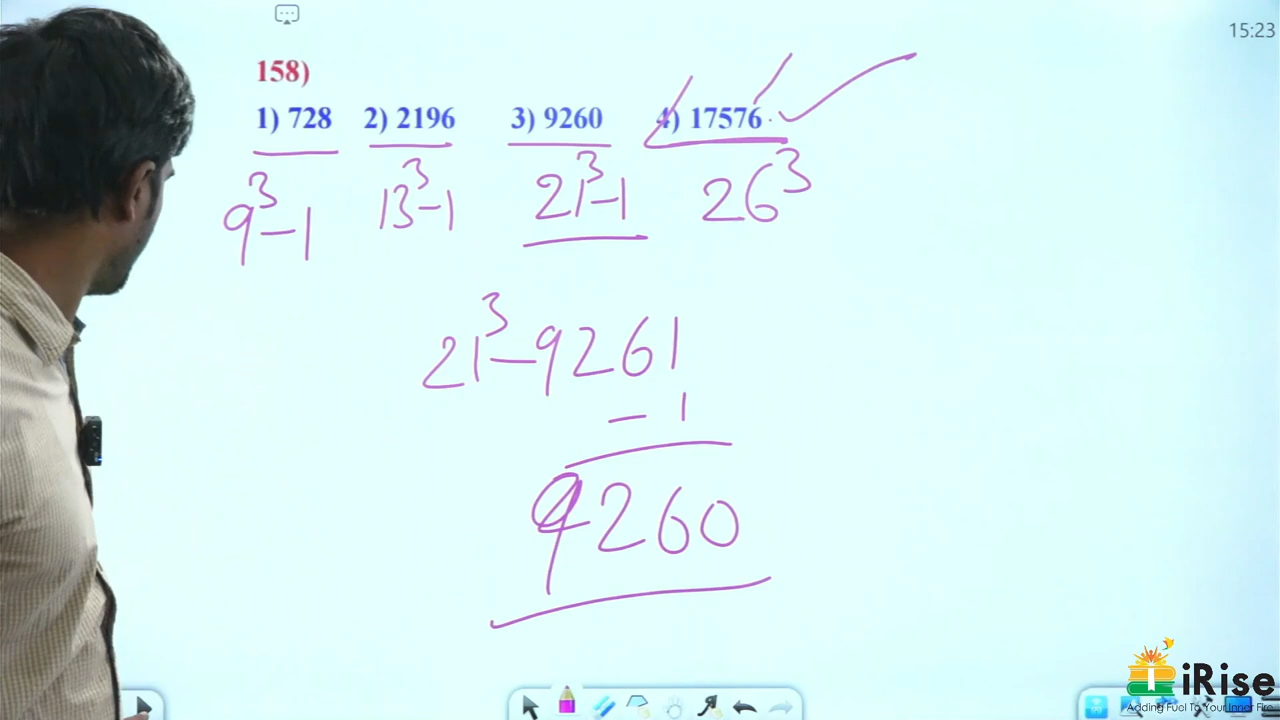 15:23
158)
1) 728 2) 2196 3) 9260 4) 17576
9³-1 13³-1 21³-1 26³
21³-9261
- 1
9260
iRise
Adding Fuel To Your Inner Fire